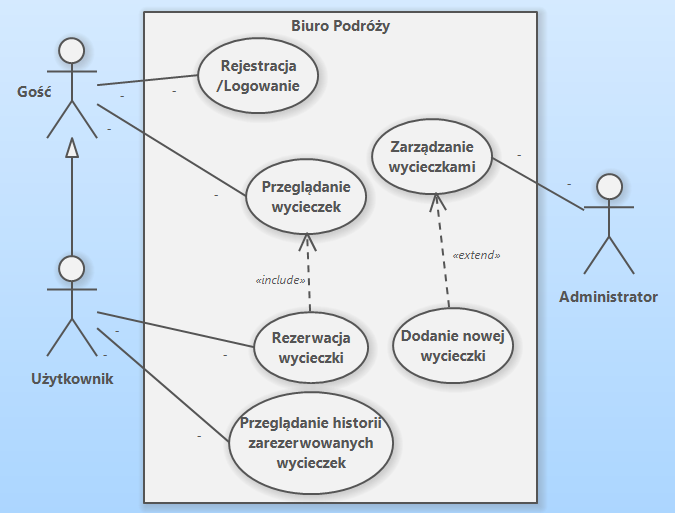 Biuro Podróży
Rejestracja
/Logowanie
Gość
-
-
-
-
Przeglądanie
wycieczek
Zarządzanie
wycieczkami
-
-
Administrator
«include»
«extend»
Rezerwacja
wycieczki
Dodanie nowej
wycieczki
Użytkownik
-
-
-
-
Przeglądanie historii
zarezerwowanych
wycieczek